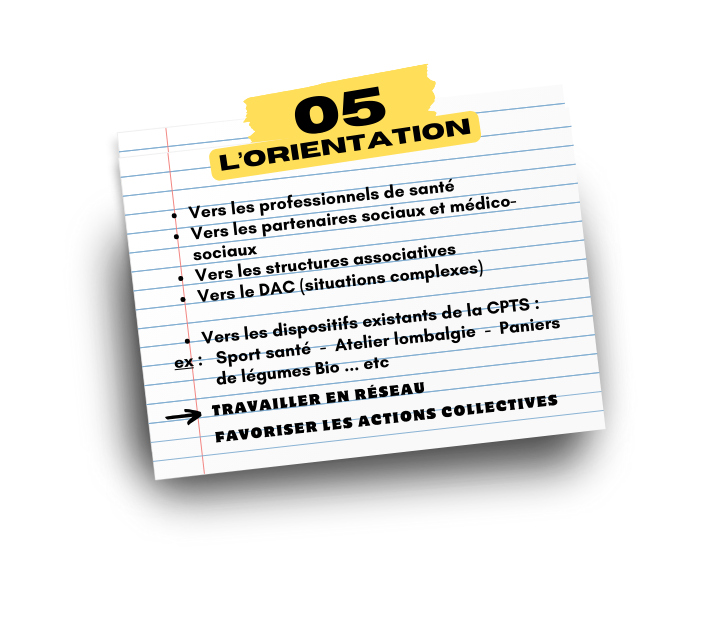 05
L'ORIENTATION
• Vers les professionnels de santé
• Vers les partenaires sociaux et médico-
sociaux
• Vers les structures associatives
• Vers le DAC (situations complexes)
• Vers les dispositifs existants de la CPTS :
ex : Sport santé - Atelier lombalgie - Paniers
de légumes Bio ... etc
→ TRAVAILLER EN RÉSEAU
FAVORISER LES ACTIONS COLLECTIVES